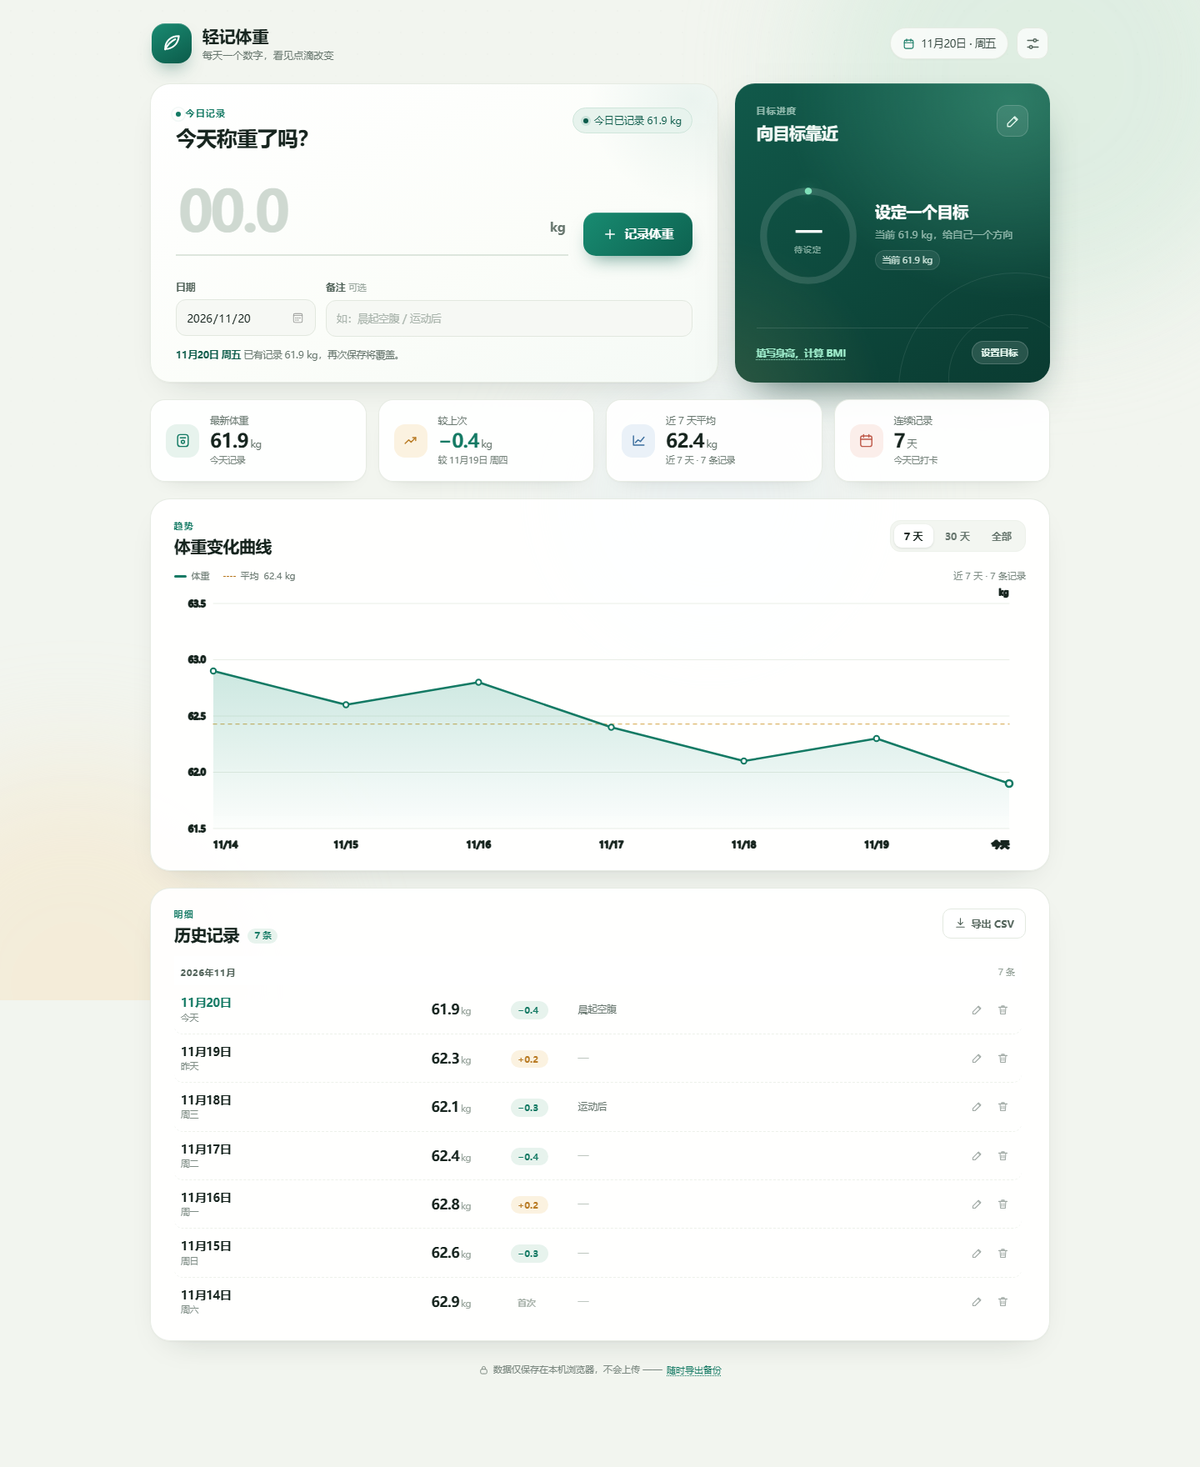 轻记体重
每天一个数字，看见点滴改变
11月20日 · 周五
今日记录
今天称重了吗？
今日已记录 61.9 kg
00.0
kg
记录体重
日期
备注 可选
2026/11/20
如：晨起空腹 / 运动后
11月20日 周五 已有记录 61.9 kg，再次保存将覆盖。
目标进度
向目标靠近
—
待设定
设定一个目标
当前 61.9 kg，给自己一个方向
当前 61.9 kg
填写身高，计算 BMI
设置目标
最新体重
61.9 kg
今天记录
较上次
−0.4 kg
较 11月19日 周四
近 7 天平均
62.4 kg
近 7 天 · 7 条记录
连续记录
7 天
今天已打卡
趋势
体重变化曲线
7 天
30 天
全部
体重
平均 62.4 kg
近 7 天 · 7 条记录
kg
63.5
63.0
62.5
62.0
61.5
11/14
11/15
11/16
11/17
11/18
11/19
今天
明细
历史记录
7 条
导出 CSV
2026年11月
7 条
11月20日
今天
61.9 kg
−0.4
晨起空腹
11月19日
昨天
62.3 kg
+0.2
—
11月18日
周三
62.1 kg
−0.3
运动后
11月17日
周二
62.4 kg
−0.4
—
11月16日
周一
62.8 kg
+0.2
—
11月15日
周日
62.6 kg
−0.3
—
11月14日
周六
62.9 kg
首次
—
数据仅保存在本机浏览器，不会上传 —— 随时导出备份